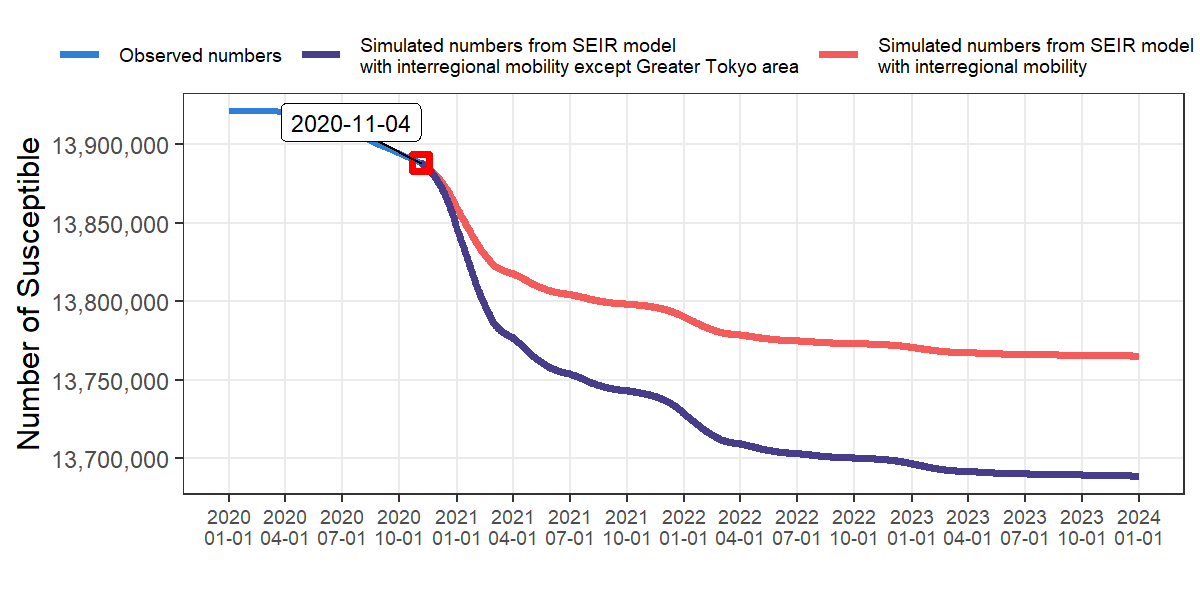 Observed numbers
Simulated numbers from SEIR model
with interregional mobility except Greater Tokyo area
Simulated numbers from SEIR model
with interregional mobility
Number of Susceptible
13,900,000
13,850,000
13,800,000
13,750,000
13,700,000
2020-11-04
2020 2020 2020 2020 2021 2021 2021 2021 2022 2022 2022 2022 2023 2023 2023 2023 2024
01-01 04-01 07-01 10-01 01-01 04-01 07-01 10-01 01-01 04-01 07-01 10-01 01-01 04-01 07-01 10-01 01-01